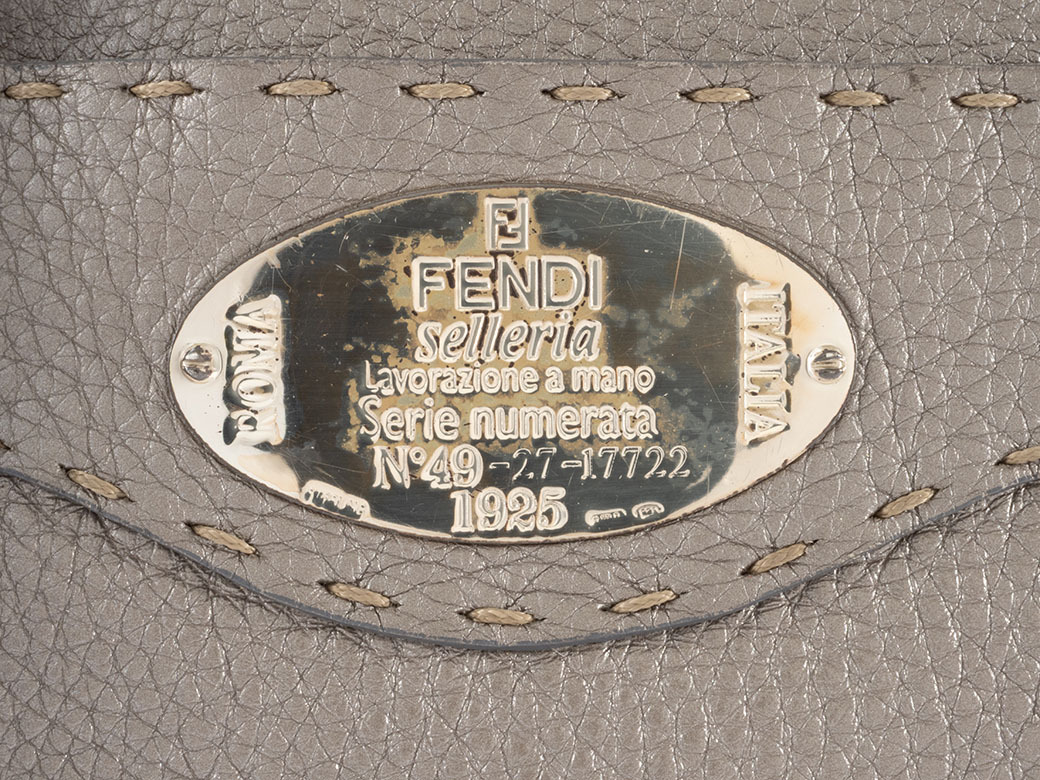 FENDI
selleria
Lavorazione a mano
Serie numerata
N°49-27-17722
1925
ROMA
ITALIA